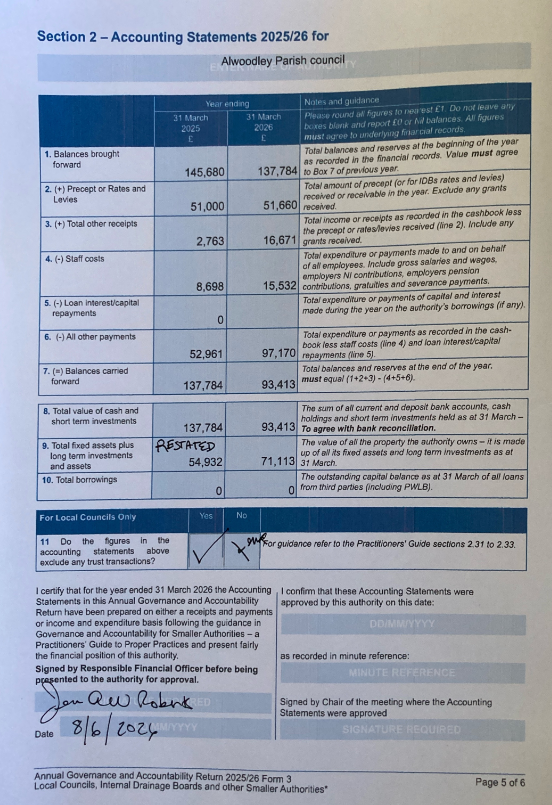 Section 2 – Accounting Statements 2025/26 for
Alwoodley Parish council
Year ending
Notes and guidance
31 March
2025
£
31 March
2026
£
Please round all figures to nearest £1. Do not leave any
boxes blank and report £0 or Nil balances. All figures
must agree to underlying financial records.
1. Balances brought
forward
145,680
137,784
Total balances and reserves at the beginning of the year
as recorded in the financial records. Value must agree
to Box 7 of previous year.
2. (+) Precept or Rates and
Levies
51,000
51,660
Total amount of precept (or for IDBs rates and levies)
received or receivable in the year. Exclude any grants
received.
3. (+) Total other receipts
2,763
16,671
Total income or receipts as recorded in the cashbook less
the precept or rates/levies received (line 2). Include any
grants received.
4. (-) Staff costs
8,698
15,532
Total expenditure or payments made to and on behalf
of all employees. Include gross salaries and wages,
employers NI contributions, employers pension
contributions, gratuities and severance payments.
5. (-) Loan interest/capital
repayments
0
Total expenditure or payments of capital and interest
made during the year on the authority's borrowings (if any).
6. (-) All other payments
52,961
97,170
Total expenditure or payments as recorded in the cash-
book less staff costs (line 4) and loan interest/capital
repayments (line 5).
7. (=) Balances carried
forward
137,784
93,413
Total balances and reserves at the end of the year,
must equal (1+2+3) - (4+5+6).
8. Total value of cash and
short term investments
137,784
93,413
The sum of all current and deposit bank accounts, cash
holdings and short term investments held as at 31 March –
To agree with bank reconciliation.
9. Total fixed assets plus
long term investments
and assets
RESTATED
54,932
71,113
The value of all the property the authority owns – it is made
up of all its fixed assets and long term investments as at
31 March.
10. Total borrowings
0
0
The outstanding capital balance as at 31 March of all loans
from third parties (including PWLB).
For Local Councils Only
Yes
No
11 Do the figures in the
accounting statements above
exclude any trust transactions?
For guidance refer to the Practitioners' Guide sections 2.31 to 2.33.
I certify that for the year ended 31 March 2026 the Accounting
Statements in this Annual Governance and Accountability
Return have been prepared on either a receipts and payments
or income and expenditure basis following the guidance in
Governance and Accountability for Smaller Authorities – a
Practitioners' Guide to Proper Practices and present fairly
the financial position of this authority.
Signed by Responsible Financial Officer before being
presented to the authority for approval.
Date
8/6/2026
I confirm that these Accounting Statements were
approved by this authority on this date:
DD/MM/YYYY
as recorded in minute reference:
MINUTE REFERENCE
Signed by Chair of the meeting where the Accounting
Statements were approved
SIGNATURE REQUIRED
Annual Governance and Accountability Return 2025/26 Form 3
Local Councils, Internal Drainage Boards and other Smaller Authorities*
Page 5 of 6